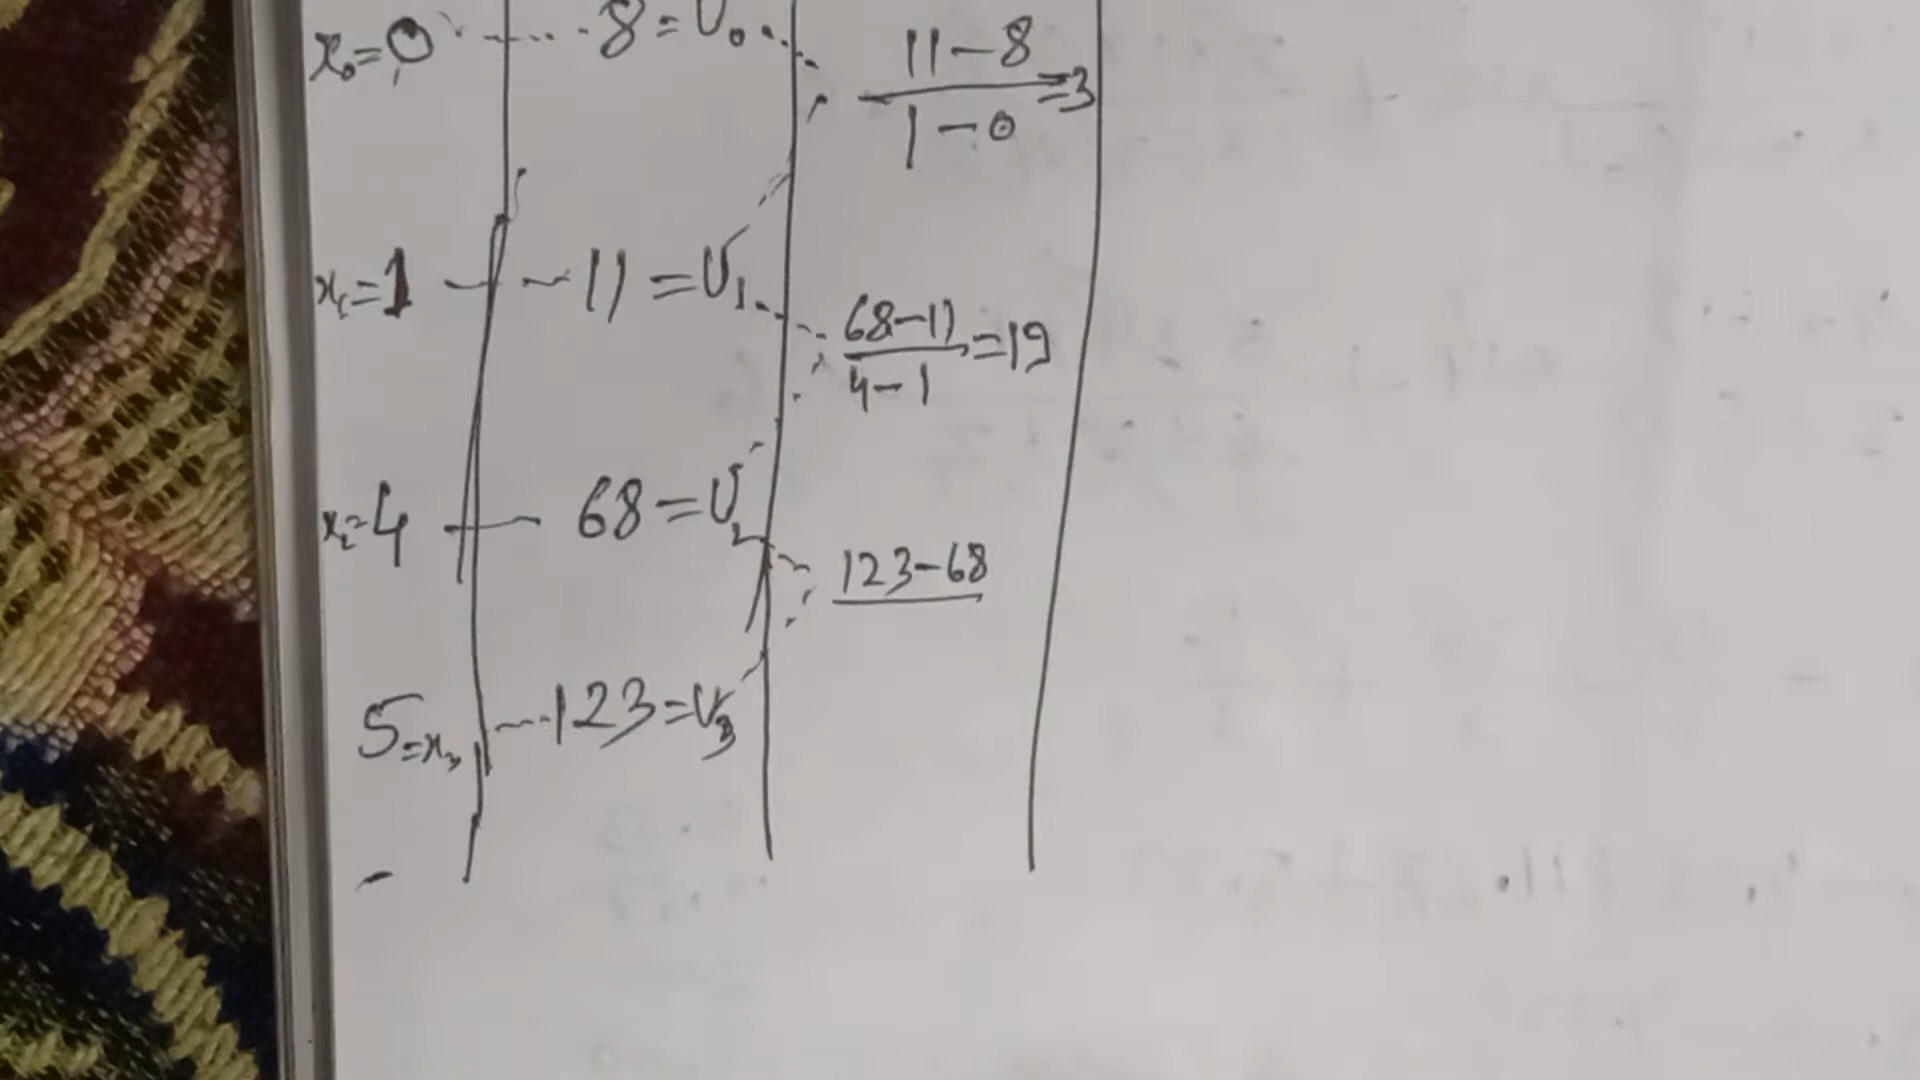 x₀=0 8=U₀ 11-8
1-0 =3
x₁=1 11=U₁ 68-11
4-1 =19
x₂=4 68=U₂ 123-68
5=x₃ 123=U₃